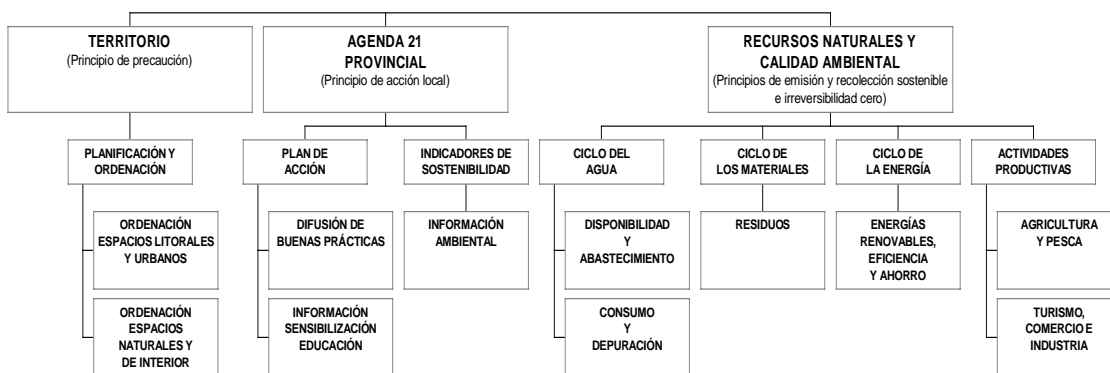 TERRITORIO
(Principio de precaución)
AGENDA 21
PROVINCIAL
(Principio de acción local)
RECURSOS NATURALES Y
CALIDAD AMBIENTAL
(Principios de emisión y recolección sostenible
e irreversibilidad cero)
PLANIFICACIÓN Y
ORDENACIÓN
PLAN DE
ACCIÓN
INDICADORES DE
SOSTENIBILIDAD
CICLO DEL
AGUA
CICLO DE
LOS MATERIALES
CICLO DE
LA ENERGÍA
ACTIVIDADES
PRODUCTIVAS
ORDENACIÓN
ESPACIOS LITORALES
Y URBANOS
DIFUSIÓN DE
BUENAS PRÁCTICAS
INFORMACIÓN
AMBIENTAL
DISPONIBILIDAD
Y
ABASTECIMIENTO
RESIDUOS
ENERGÍAS
RENOVABLES,
EFICIENCIA
Y AHORRO
AGRICULTURA
Y PESCA
ORDENACIÓN
ESPACIOS
NATURALES Y
DE INTERIOR
INFORMACIÓN
SENSIBILIZACIÓN
EDUCACIÓN
CONSUMO
Y
DEPURACIÓN
TURISMO,
COMERCIO E
INDUSTRIA